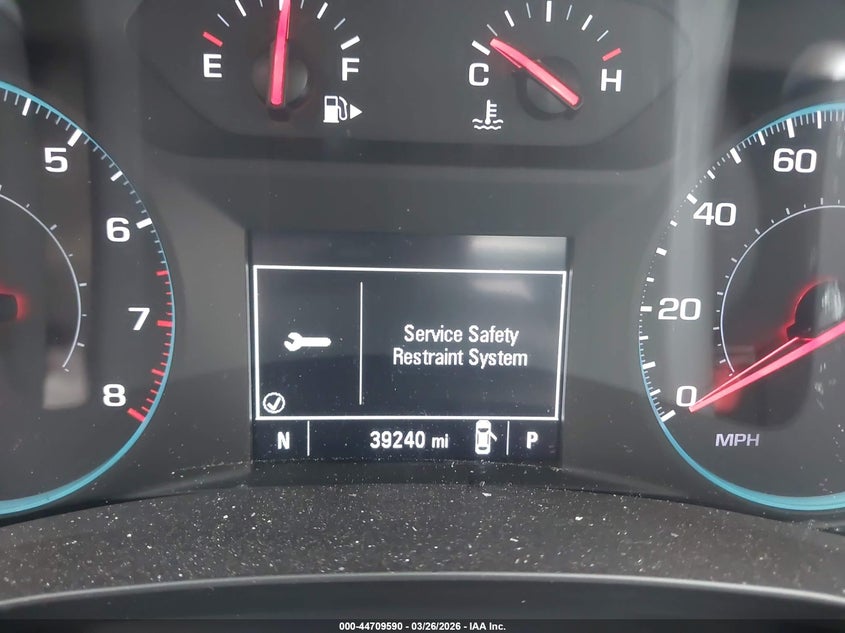 E F
C H
5
6
7
8
60
40
20
0
MPH
Service Safety
Restraint System
N 39240 mi P
000-44709590 — 03/26/2026 — IAA Inc.